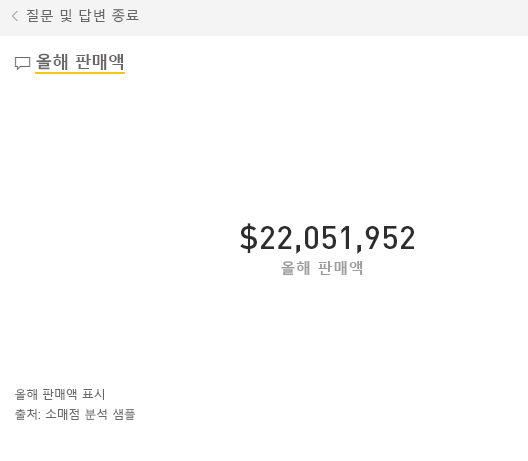 질문 및 답변 종료
올해 판매액
$22,051,952
올해 판매액
올해 판매액 표시
출처: 소매점 분석 샘플